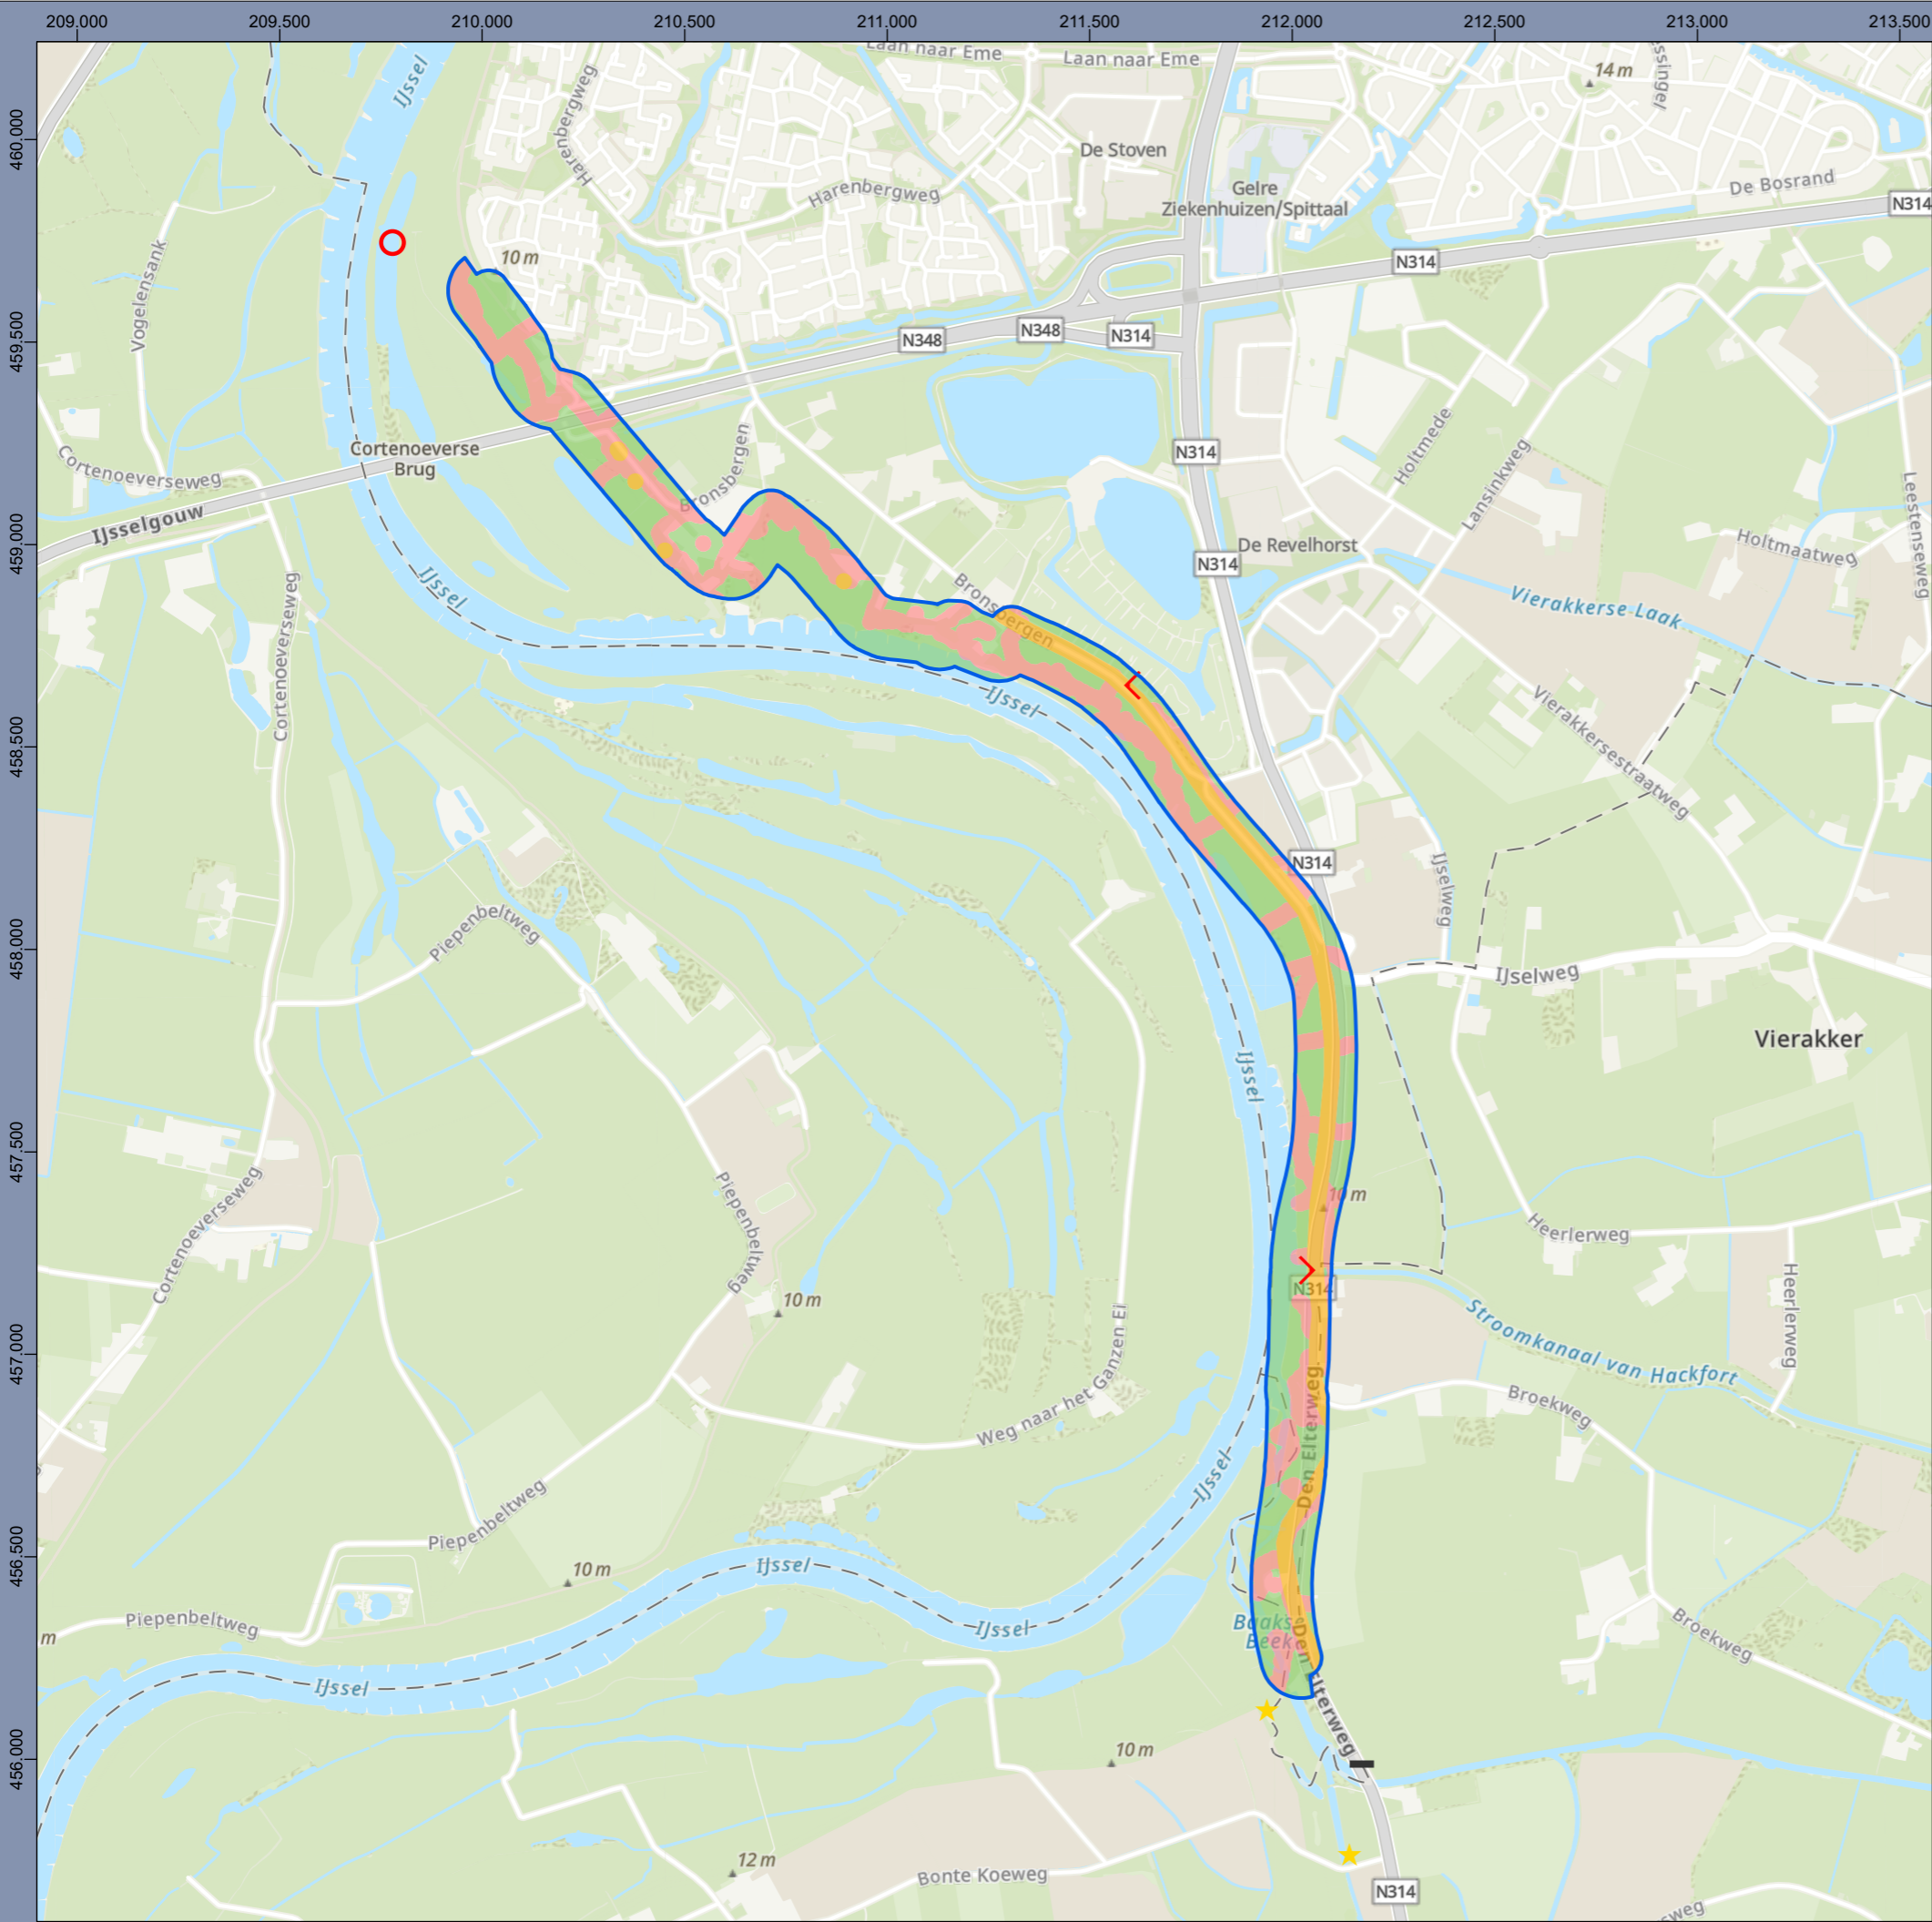 209.000 209.500 210.000 210.500 211.000 211.500 212.000 212.500 213.000 213.500
460.000
459.500
459.000
458.500
458.000
457.500
457.000
456.500
456.000
IJssel
Harenbergweg
Laan naar Eme
Laan naar Eme
14 m
De Stoven
Harenbergweg
Gelre
Ziekenhuizen/Spittaal
De Bosrand
N314
Vogelensank
10 m
N314
N348
N348
N314
Cortenoeverse
Brug
Cortenoeverseweg
IJsselgouw
Bronsbergen
N314
Holtmede
Lansinkweg
Leestenseweg
De Revelhorst
N314
Holtmaatweg
IJssel
Cortenoeverseweg
Bronsbergen
Vierakkerse Laak
IJssel
Vierakkersestraatweg
N314
IJselweg
Piepenbeltweg
IJselweg
Vierakker
IJssel
Cortenoeverseweg
Piepenbeltweg
10 m
Heerlerweg
Heerlerweg
N314
10 m
Stroomkanaal van Hackfort
Weg naar het Ganzen Ei
Den Elterweg
Broekweg
IJssel
Piepenbeltweg
10 m
IJssel
Piepenbeltweg
m
IJssel
Baakse
Beek
Den Elterweg
Broekweg
IJssel
10 m
12 m
Bonte Koeweg
N314